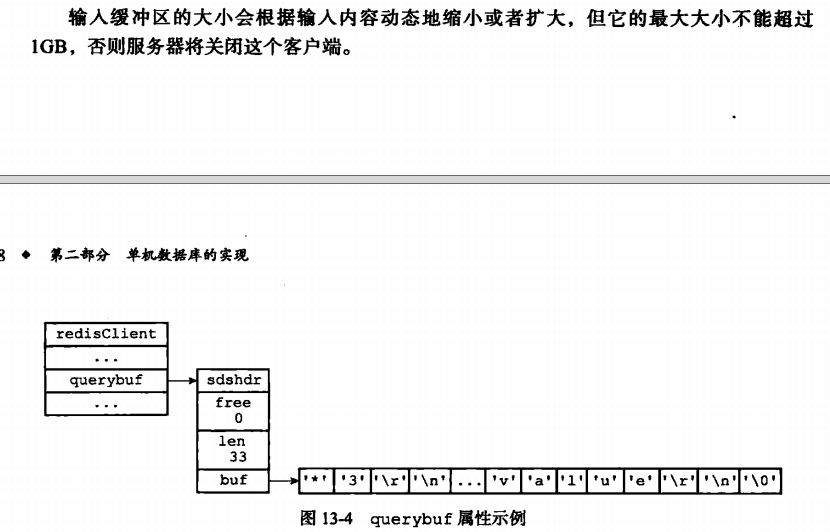 输入缓冲区的大小会根据输入内容动态地缩小或者扩大，但它的最大大小不能超过
1GB，否则服务器将关闭这个客户端。
8 ◆ 第二部分 单机数据库的实现
redisClient
...
querybuf
...
sdshdr
free
0
len
33
buf
'*' '3' '\r' '\n' ... 'v' 'a' 'l' 'u' 'e' '\r' '\n' '\0'
图 13-4 querybuf 属性示例